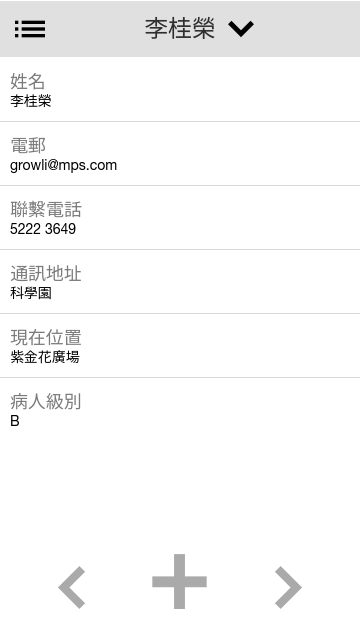 李桂榮
姓名
李桂榮
電郵
growli@mps.com
聯繫電話
5222 3649
通訊地址
科學園
現在位置
紫金花廣場
病人級別
B